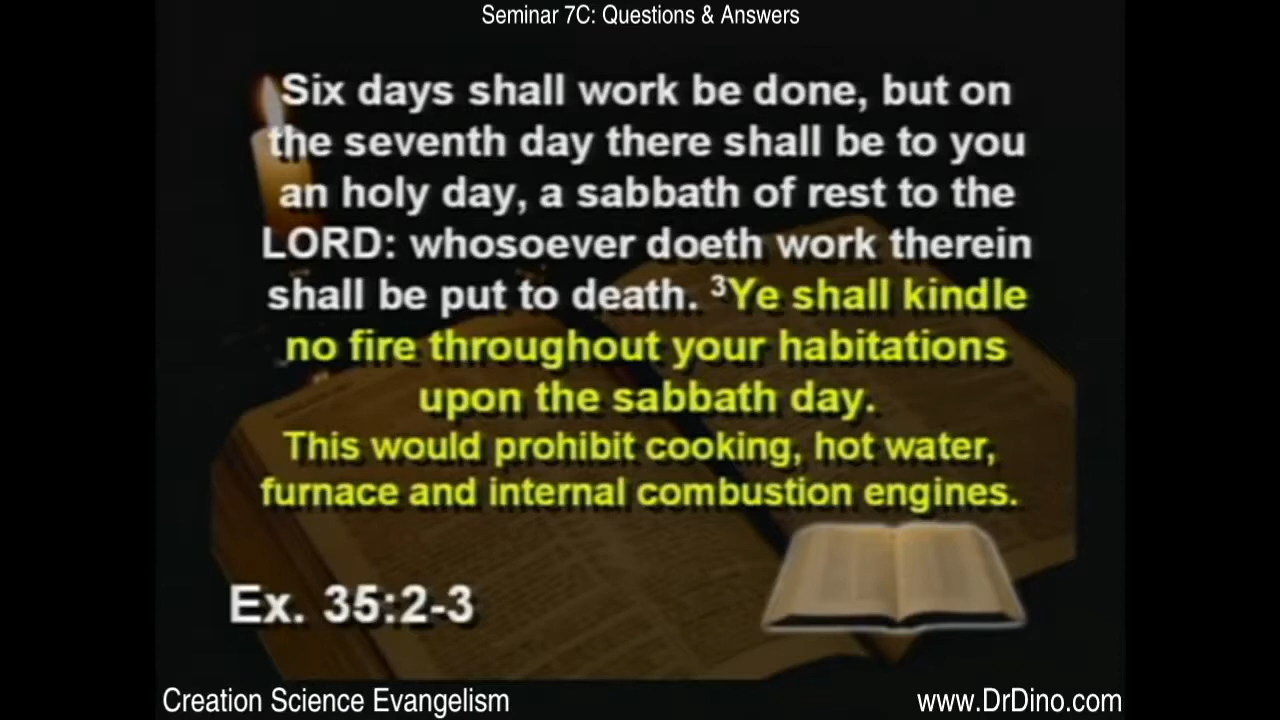 Seminar 7C: Questions & Answers
Six days shall work be done, but on
the seventh day there shall be to you
an holy day, a sabbath of rest to the
LORD: whosoever doeth work therein
shall be put to death. ³Ye shall kindle
no fire throughout your habitations
upon the sabbath day.
This would prohibit cooking, hot water,
furnace and internal combustion engines.
Ex. 35:2-3
Creation Science Evangelism
www.DrDino.com